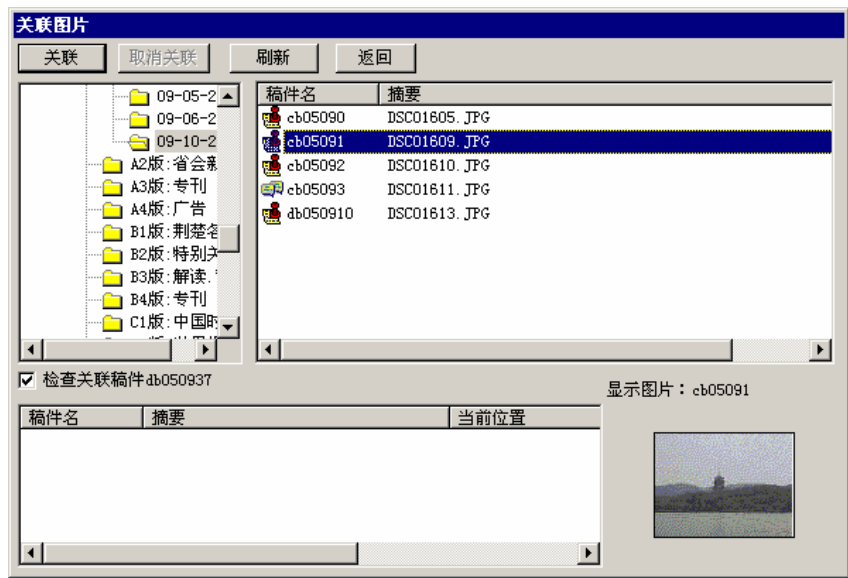 关联图片
关联 取消关联 刷新 返回
09-05-2
09-06-2
09-10-2
A2版:省会新
A3版:专刊
A4版:广告
B1版:荆楚名
B2版:特别关
B3版:解读.
B4版:专刊
C1版:中国时
稿件名 摘要
cb05090 DSC01605.JPG
cb05091 DSC01609.JPG
cb05092 DSC01610.JPG
cb05093 DSC01611.JPG
db050910 DSC01613.JPG
检查关联稿件db050937
显示图片：cb05091
稿件名 摘要 当前位置